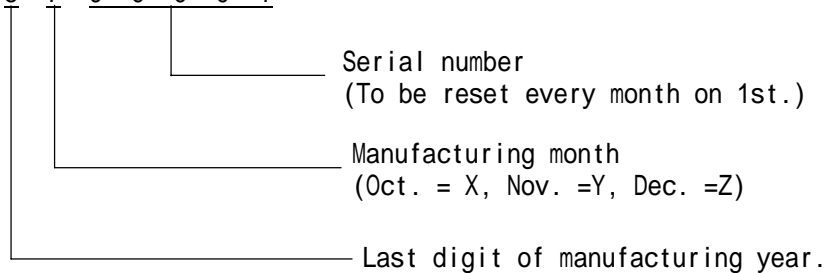 Serial number
(To be reset every month on 1st.)
Manufacturing month
(Oct. = X, Nov. =Y, Dec. =Z)
Last digit of manufacturing year.